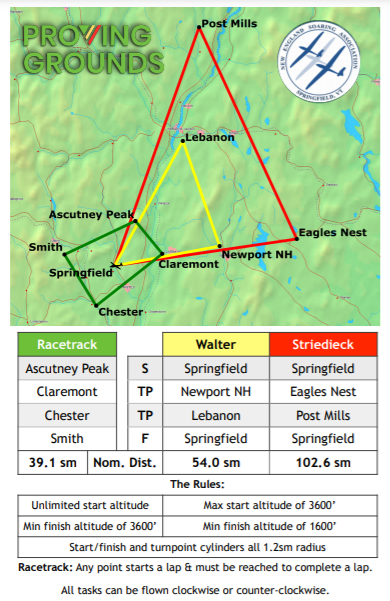 PROVING
GROUNDS
NEW ENGLAND SOARING ASSOCIATION
SPRINGFIELD, VT
Post Mills
Lebanon
Ascutney Peak
Smith
Springfield
Claremont
Eagles Nest
Newport NH
Chester
Racetrack Walter Striedieck
Ascutney Peak S Springfield Springfield
Claremont TP Newport NH Eagles Nest
Chester TP Lebanon Post Mills
Smith F Springfield Springfield
39.1 sm Nom. Dist. 54.0 sm 102.6 sm
The Rules:
Unlimited start altitude Max start altitude of 3600'
Min finish altitude of 3600' Min finish altitude of 1600'
Start/finish and turnpoint cylinders all 1.2sm radius
Racetrack: Any point starts a lap & must be reached to complete a lap.
All tasks can be flown clockwise or counter-clockwise.